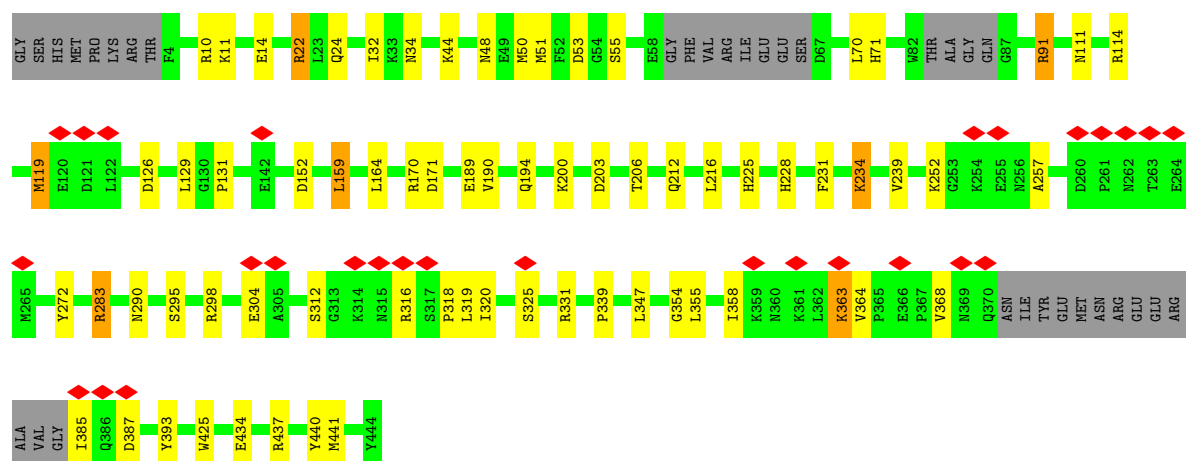 GLY SER HIS MET PRO LYS ARG THR F4 R10 K11 E14 R22 L23 Q24 I32 K33 N34 K44 N48 E49 M50 M51 F52 D53 G54 S55 E58 GLY PHE VAL ARG ILE GLU GLU SER D67 L70 H71 W82 THR ALA GLY GLN G87 R91 N111 R114
M119 E120 D121 L122 D126 L129 G130 P131 E142 D152 L159 L164 R170 D171 E189 V190 Q194 K200 D203 T206 Q212 L216 H225 H228 F231 K234 V239 K252 G253 K254 E255 N256 A257 D260 P261 N262 T263 E264
M265 Y272 R283 N290 S295 R298 E304 A305 S312 G313 K314 N315 R316 S317 P318 L319 I320 S325 R331 P339 L347 G354 L355 I358 K359 N360 K361 L362 K363 V364 P365 E366 P367 V368 N369 Q370 ASN ILE TYR GLU MET ASN ARG GLU GLU ARG
ALA VAL GLY I385 Q386 D387 Y393 W425 E434 R437 Y440 M441 Y444